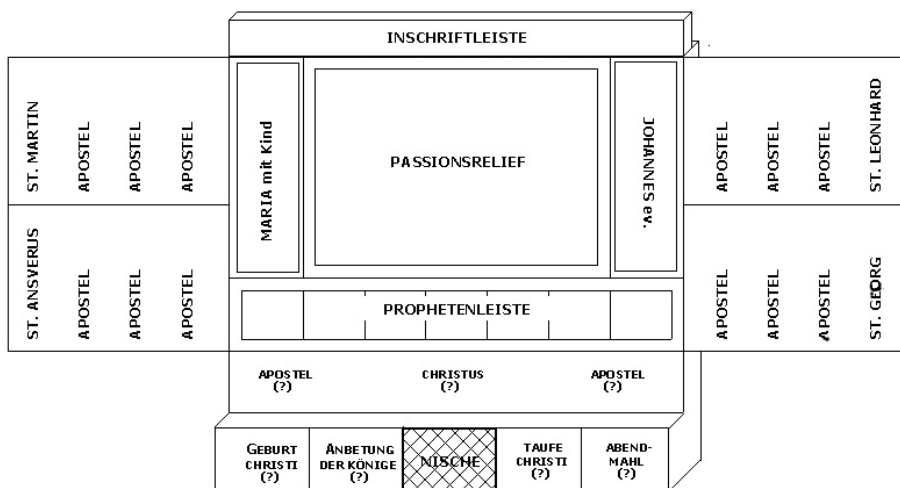 INSCHRIFTLEISTE
ST. MARTIN
APOSTEL
APOSTEL
APOSTEL
MARIA mit Kind
PASSIONSRELIEF
JOHANNES ev.
APOSTEL
APOSTEL
APOSTEL
ST. LEONHARD
ST. ANSVERUS
APOSTEL
APOSTEL
APOSTEL
PROPHETENLEISTE
APOSTEL
APOSTEL
APOSTEL
ST. GEORG
APOSTEL
(?)
CHRISTUS
(?)
APOSTEL
(?)
GEBURT
CHRISTI
(?)
ANBETUNG
DER KÖNIGE
(?)
NISCHE
TAUFE
CHRISTI
(?)
ABEND-
MAHL
(?)